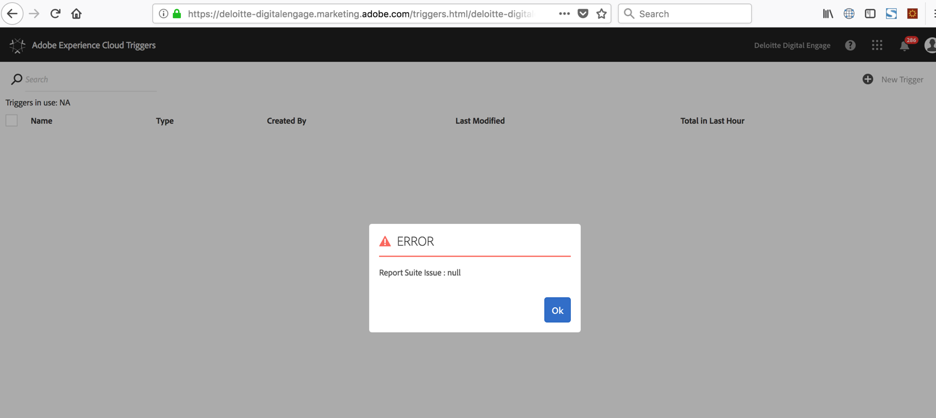 https://deloitte-digitalengage.marketing.adobe.com/triggers.html/deloitte-digital
Search
Adobe Experience Cloud Triggers
Deloitte Digital Engage
266
Search
New Trigger
Triggers in use: NA
Name Type Created By Last Modified Total in Last Hour
ERROR
Report Suite Issue : null
Ok